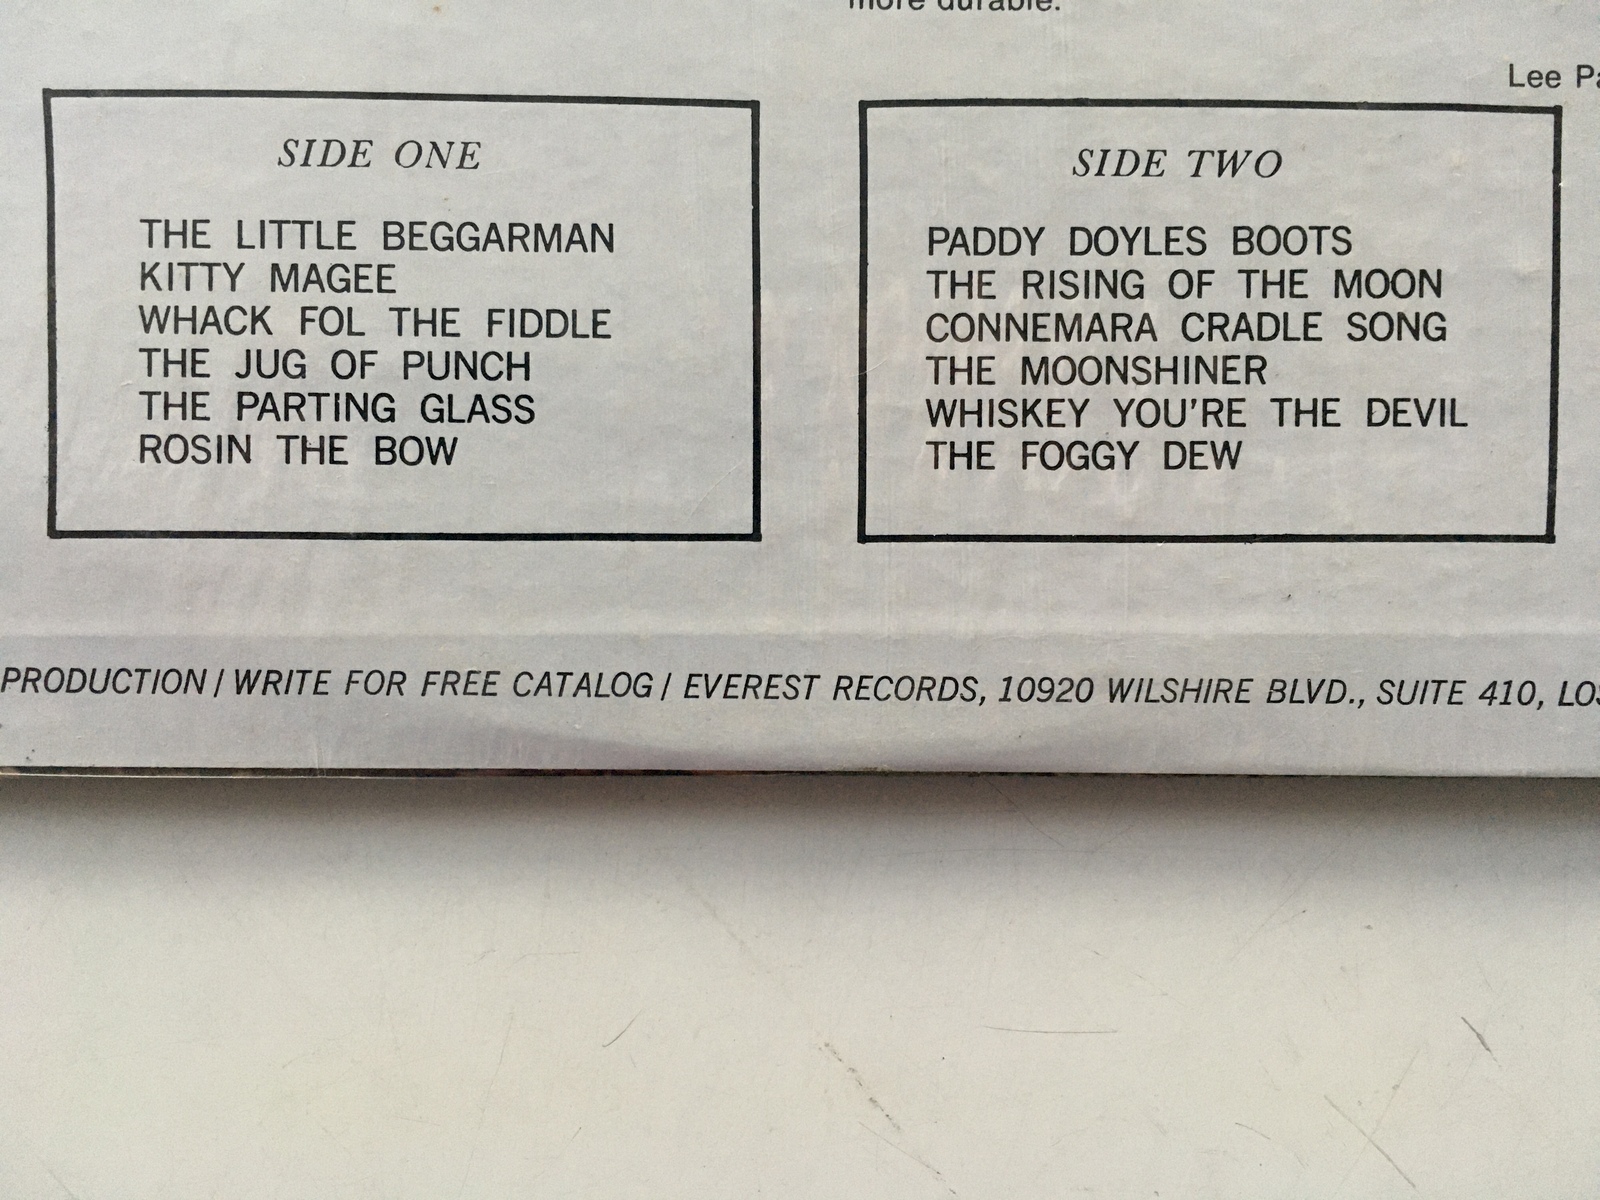 more durable.
Lee
SIDE ONE
THE LITTLE BEGGARMAN
KITTY MAGEE
WHACK FOL THE FIDDLE
THE JUG OF PUNCH
THE PARTING GLASS
ROSIN THE BOW
SIDE TWO
PADDY DOYLES BOOTS
THE RISING OF THE MOON
CONNEMARA CRADLE SONG
THE MOONSHINER
WHISKEY YOU'RE THE DEVIL
THE FOGGY DEW
PRODUCTION / WRITE FOR FREE CATALOG / EVEREST RECORDS, 10920 WILSHIRE BLVD., SUITE 410,